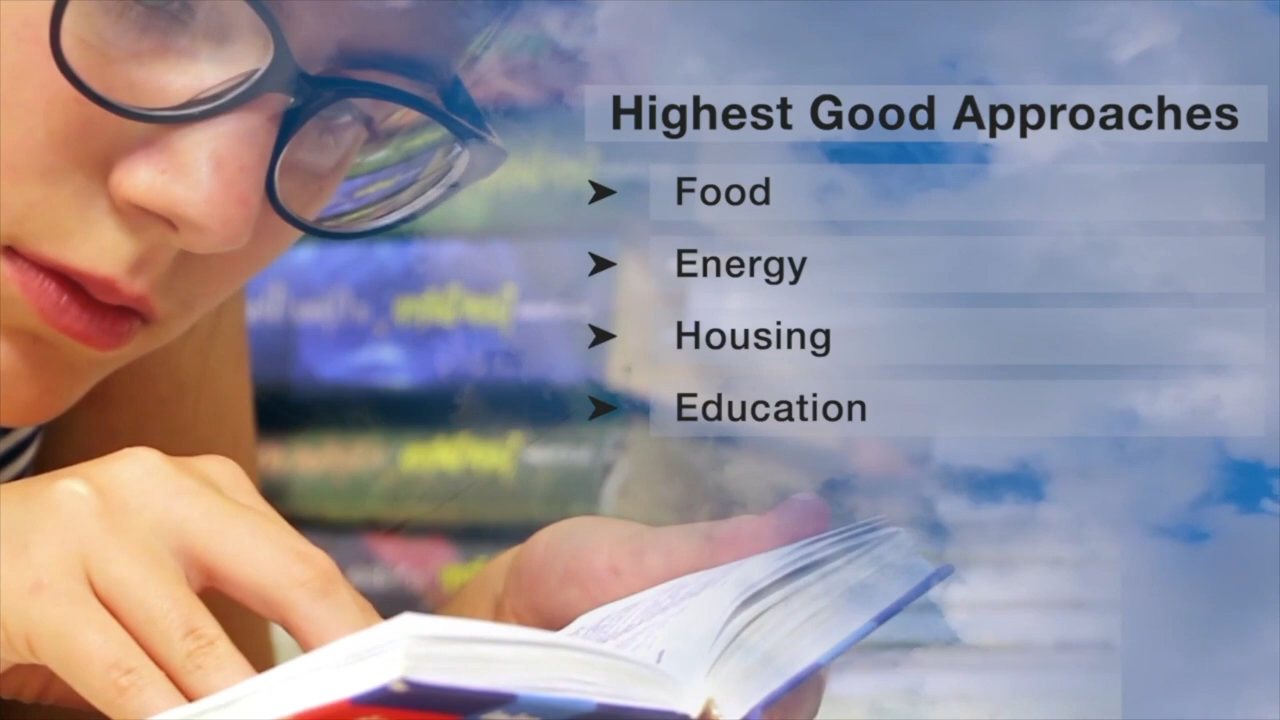 Highest Good Approaches
➤ Food
➤ Energy
➤ Housing
➤ Education